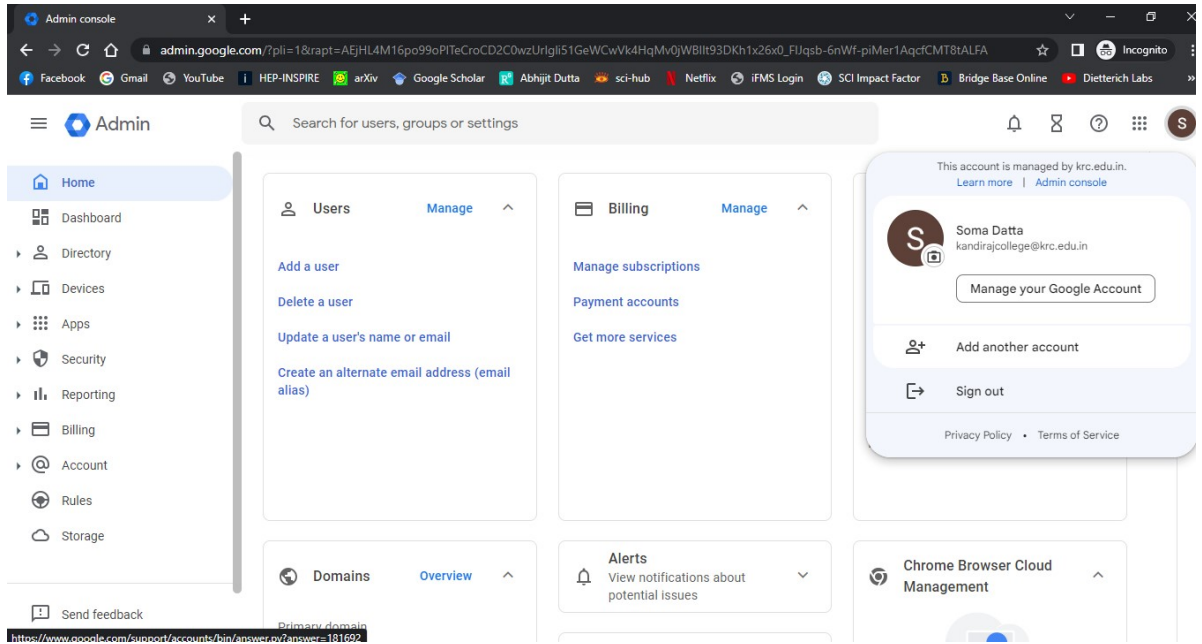 Admin console
admin.google.com/?pli=1&rapt=AEjHL4M16po99oPlTeCroCD2C0wzUrIgli51GeWCwVk4HqMv0jWBIIt93DKh1x26x0_FIJqsb-6nWf-piMer1AqcfCMT8tALFA
Incognito
Facebook Gmail YouTube HEP-INSPIRE arXiv Google Scholar Abhijit Dutta sci-hub Netflix iFMS Login SCI Impact Factor Bridge Base Online Dietterich Labs »
Admin
Search for users, groups or settings
S
Home
Dashboard
Directory
Devices
Apps
Security
Reporting
Billing
Account
Rules
Storage
Send feedback
Users Manage
Add a user
Delete a user
Update a user's name or email
Create an alternate email address (email
alias)
Billing Manage
Manage subscriptions
Payment accounts
Get more services
This account is managed by krc.edu.in.
Learn more | Admin console
S
Soma Datta
kandirajcollege@krc.edu.in
Manage your Google Account
Add another account
Sign out
Privacy Policy • Terms of Service
Domains Overview
Primary domain
Alerts
View notifications about
potential issues
Chrome Browser Cloud
Management
https://www.google.com/support/accounts/bin/answer.py?answer=181692